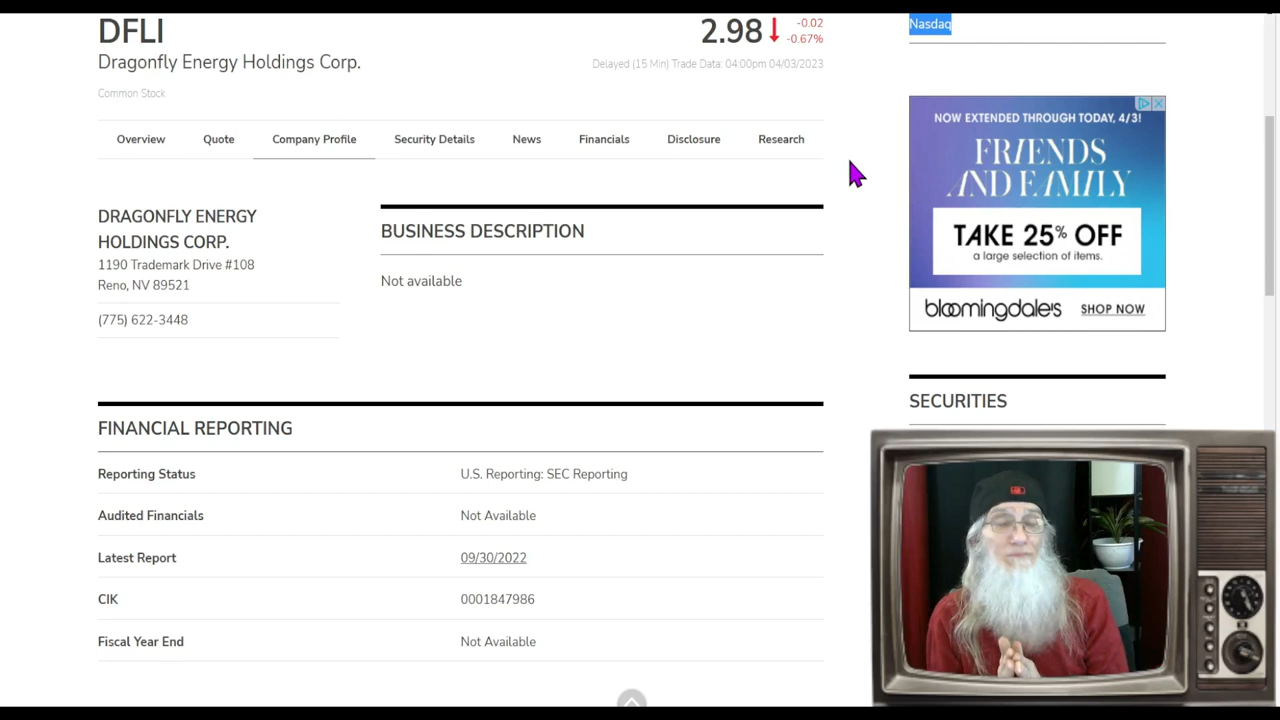 DFLI
2.98
-0.02
-0.67%
Dragonfly Energy Holdings Corp.
Delayed (15 Min) Trade Data: 04:00pm 04/03/2023
Common Stock
Overview
Quote
Company Profile
Security Details
News
Financials
Disclosure
Research
DRAGONFLY ENERGY
HOLDINGS CORP.
1190 Trademark Drive #108
Reno, NV 89521
(775) 622-3448
BUSINESS DESCRIPTION
Not available
FINANCIAL REPORTING
Reporting Status U.S. Reporting: SEC Reporting
Audited Financials Not Available
Latest Report 09/30/2022
CIK 0001847986
Fiscal Year End Not Available
Nasdaq
NOW EXTENDED THROUGH TODAY, 4/3!
FRIENDS
AND FAMILY
TAKE 25% OFF
a large selection of items.
bloomingdale's SHOP NOW
SECURITIES